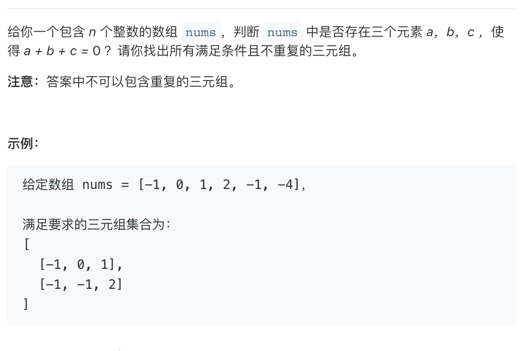 给你一个包含 n 个整数的数组 nums，判断 nums 中是否存在三个元素 a，b，c ，使
得 a + b + c = 0 ？请你找出所有满足条件且不重复的三元组。
注意：答案中不可以包含重复的三元组。
示例：
给定数组 nums = [-1, 0, 1, 2, -1, -4]，
满足要求的三元组集合为：
[
  [-1, 0, 1],
  [-1, -1, 2]
]